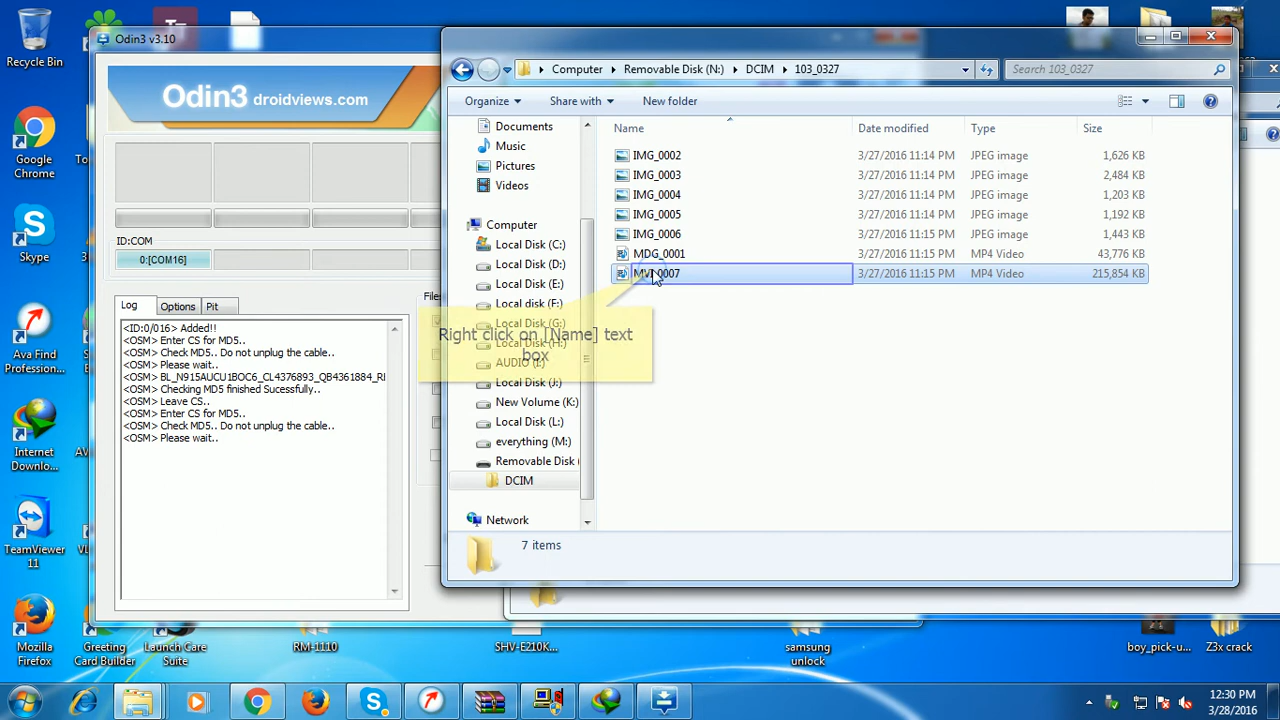 Recycle Bin
Google
Chrome
Skype
Ava Find
Profession...
Internet
Downlo...
TeamViewer
11
Mozilla
Firefox
Greeting
Card Builder
Launch Care
Suite
RM-1110
SHV-E210K...
samsung
unlock
boy_pick-u...
Z3x crack
Odin3 v3.10
Odin3 droidviews.com
ID:COM
0:[COM16]
Log
Options
Pit
<ID:0/016> Added!!
<OSM> Enter CS for MD5..
<OSM> Check MD5.. Do not unplug the cable..
<OSM> Please wait..
<OSM> BL_N915AUCU1BOC6_CL4376893_QB4361884_RE
<OSM> Checking MD5 finished Sucessfully..
<OSM> Leave CS..
<OSM> Enter CS for MD5..
<OSM> Check MD5.. Do not unplug the cable..
<OSM> Please wait..
Computer
Removable Disk (N:)
DCIM
103_0327
Search 103_0327
Organize
Share with
New folder
Documents
Music
Pictures
Videos
Computer
Local Disk (C:)
Local Disk (D:)
Local Disk (E:)
Local disk (F:)
Local Disk (G:)
Local Disk (H:)
AUDIO (I:)
Local Disk (J:)
New Volume (K:)
Local Disk (L:)
everything (M:)
Removable Disk (
DCIM
Network
Name
Date modified
Type
Size
IMG_0002 3/27/2016 11:14 PM JPEG image 1,626 KB
IMG_0003 3/27/2016 11:14 PM JPEG image 2,484 KB
IMG_0004 3/27/2016 11:14 PM JPEG image 1,203 KB
IMG_0005 3/27/2016 11:14 PM JPEG image 1,192 KB
IMG_0006 3/27/2016 11:14 PM JPEG image 1,443 KB
MDG_0001 3/27/2016 11:15 PM MP4 Video 43,776 KB
MVI_0007 3/27/2016 11:15 PM MP4 Video 215,854 KB
Right click on [Name] text
box
7 items
12:30 PM
3/28/2016